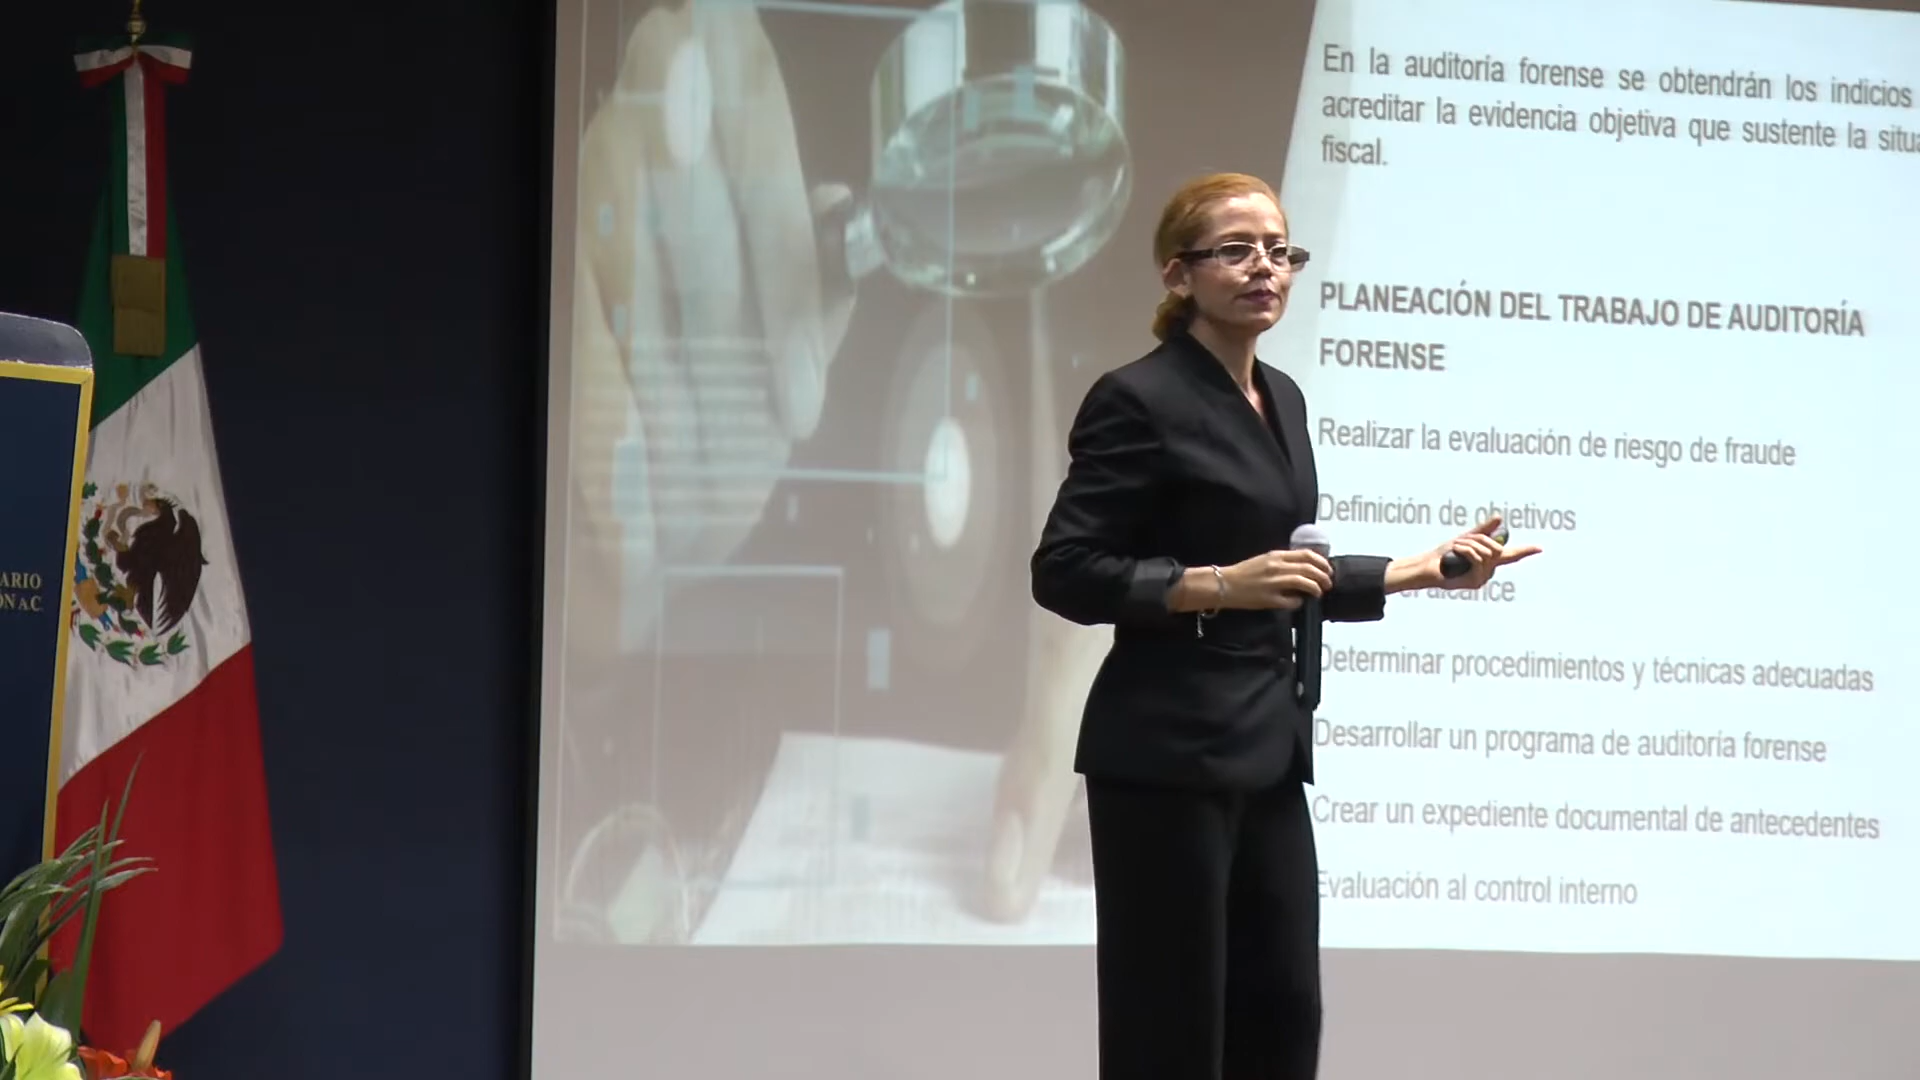 ARIO
ÓN A.C.
En la auditoría forense se obtendrán los indicios
acreditar la evidencia objetiva que sustente la
fiscal.
PLANEACIÓN DEL TRABAJO DE AUDITORÍA
FORENSE
Realizar la evaluación de riesgo de fraude
Definición de objetivos
el alcance
Determinar procedimientos y técnicas adecuadas
Desarrollar un programa de auditoría forense
Crear un expediente documental de antecedentes
Evaluación al control interno